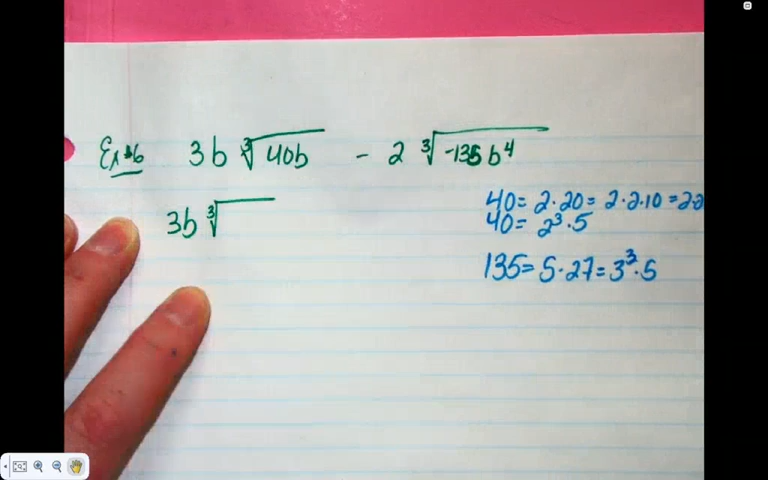 Ex 6 3b ∛40b - 2 ∛-135b⁴
3b ∛
40 = 2·20 = 2·2·10 = 2·2
40 = 2³·5
135 = 5·27 = 3³·5